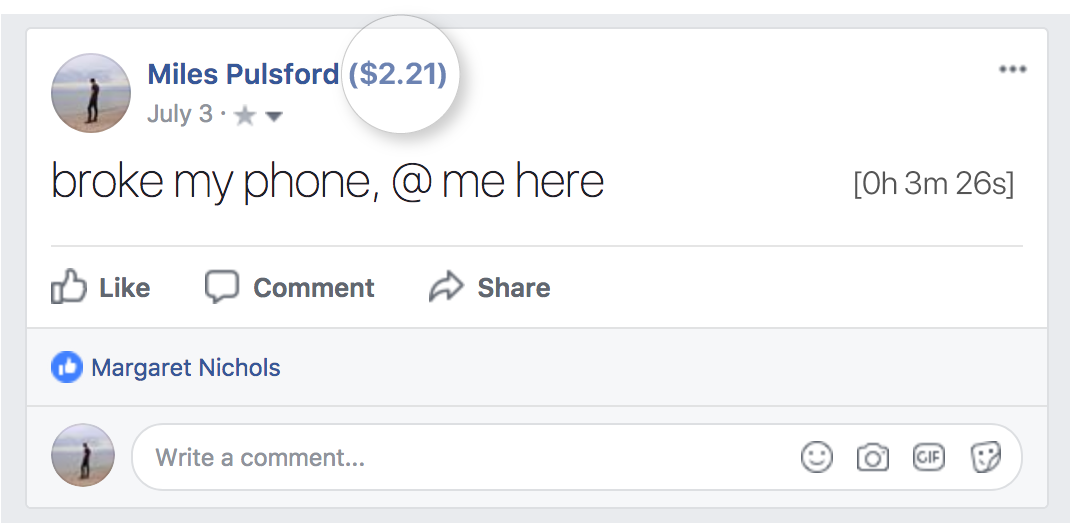 Miles Pulsford ($2.21)
July 3 ·
broke my phone, @ me here
[0h 3m 26s]
Like Comment Share
Margaret Nichols
Write a comment...
GIF